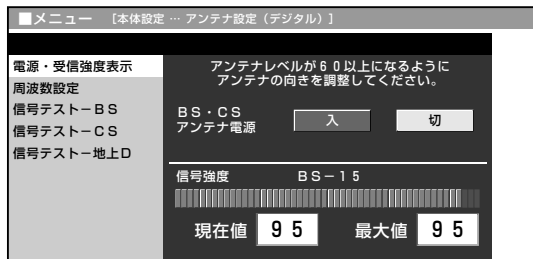 ■メニュー [本体設定 … アンテナ設定（デジタル）]
電源・受信強度表示
周波数設定
信号テストーＢＳ
信号テストーＣＳ
信号テストー地上Ｄ
アンテナレベルが６０以上になるように
アンテナの向きを調整してください。
ＢＳ・ＣＳ
アンテナ電源
入 切
信号強度 ＢＳ－１５
現在値 ９５ 最大値 ９５